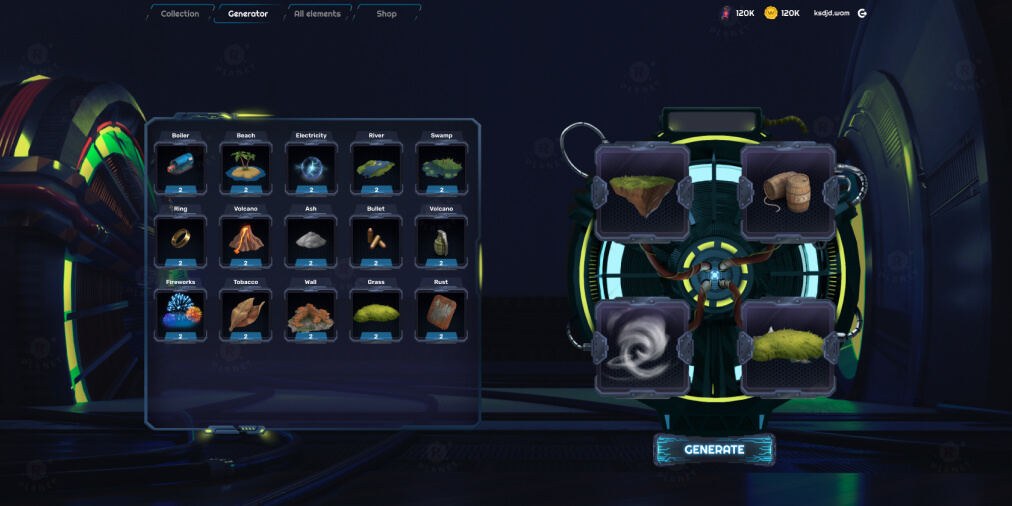 Collection Generator All elements Shop 120K 120K ksdjd.wam
Boiler Beach Electricity River Swamp
2 2 2 2 2
Ring Volcano Ash Bullet Volcano
2 2 2 2 2
Fireworks Tobacco Wall Grass Rust
2 2 2 2 2
GENERATE
R PLANET